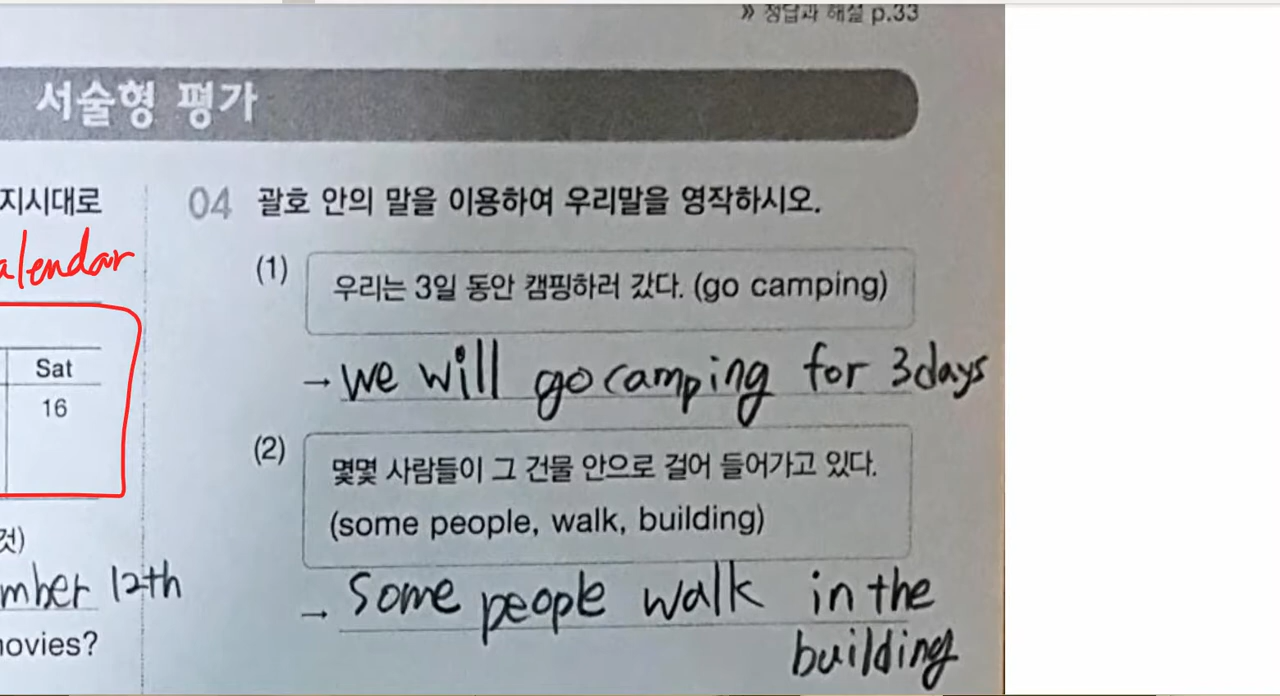 » 정답과 해설 p.33
서술형 평가
지시대로
alendar
Sat
16
것)
mber 12th
novies?
04 괄호 안의 말을 이용하여 우리말을 영작하시오.
(1) 우리는 3일 동안 캠핑하러 갔다. (go camping)
→ we will go camping for 3days
(2) 몇몇 사람들이 그 건물 안으로 걸어 들어가고 있다.
(some people, walk, building)
→ Some people walk in the
building